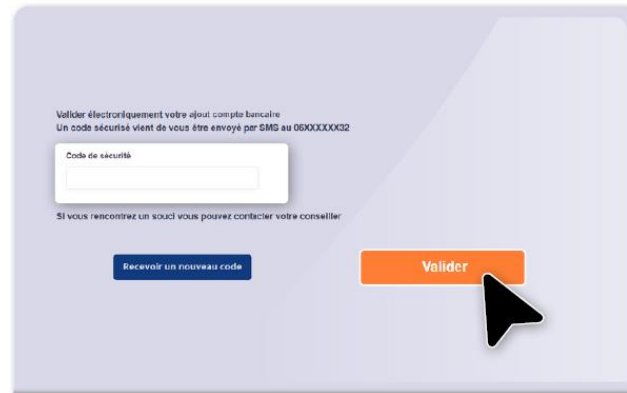 Valider électroniquement votre ajout compte bancaire
Un code sécurisé vient de vous être envoyé par SMS au 06XXXXXX32
Code de sécurité
Si vous rencontrez un souci vous pouvez contacter votre conseiller
Recevoir un nouveau code
Valider